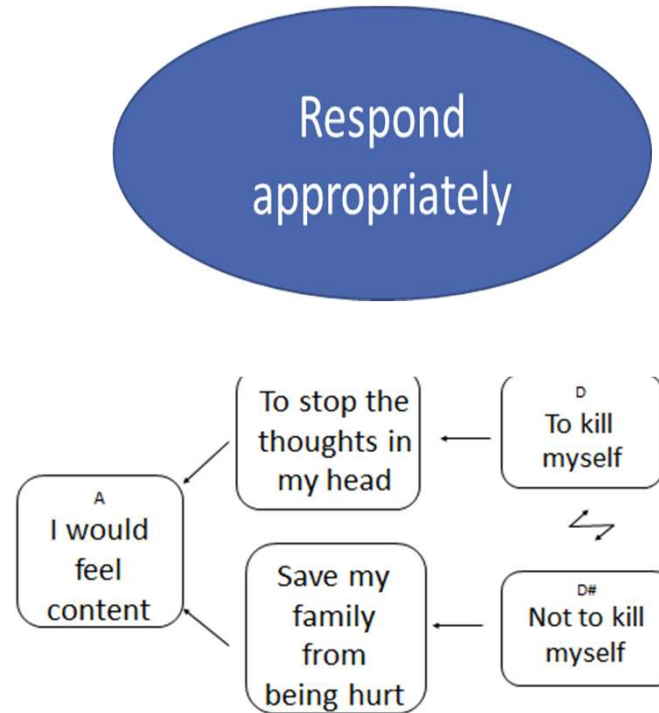 Respond
appropriately
To stop the
thoughts in
my head
D
To kill
myself
A
I would
feel
content
Save my
family
from
being hurt
D#
Not to kill
myself